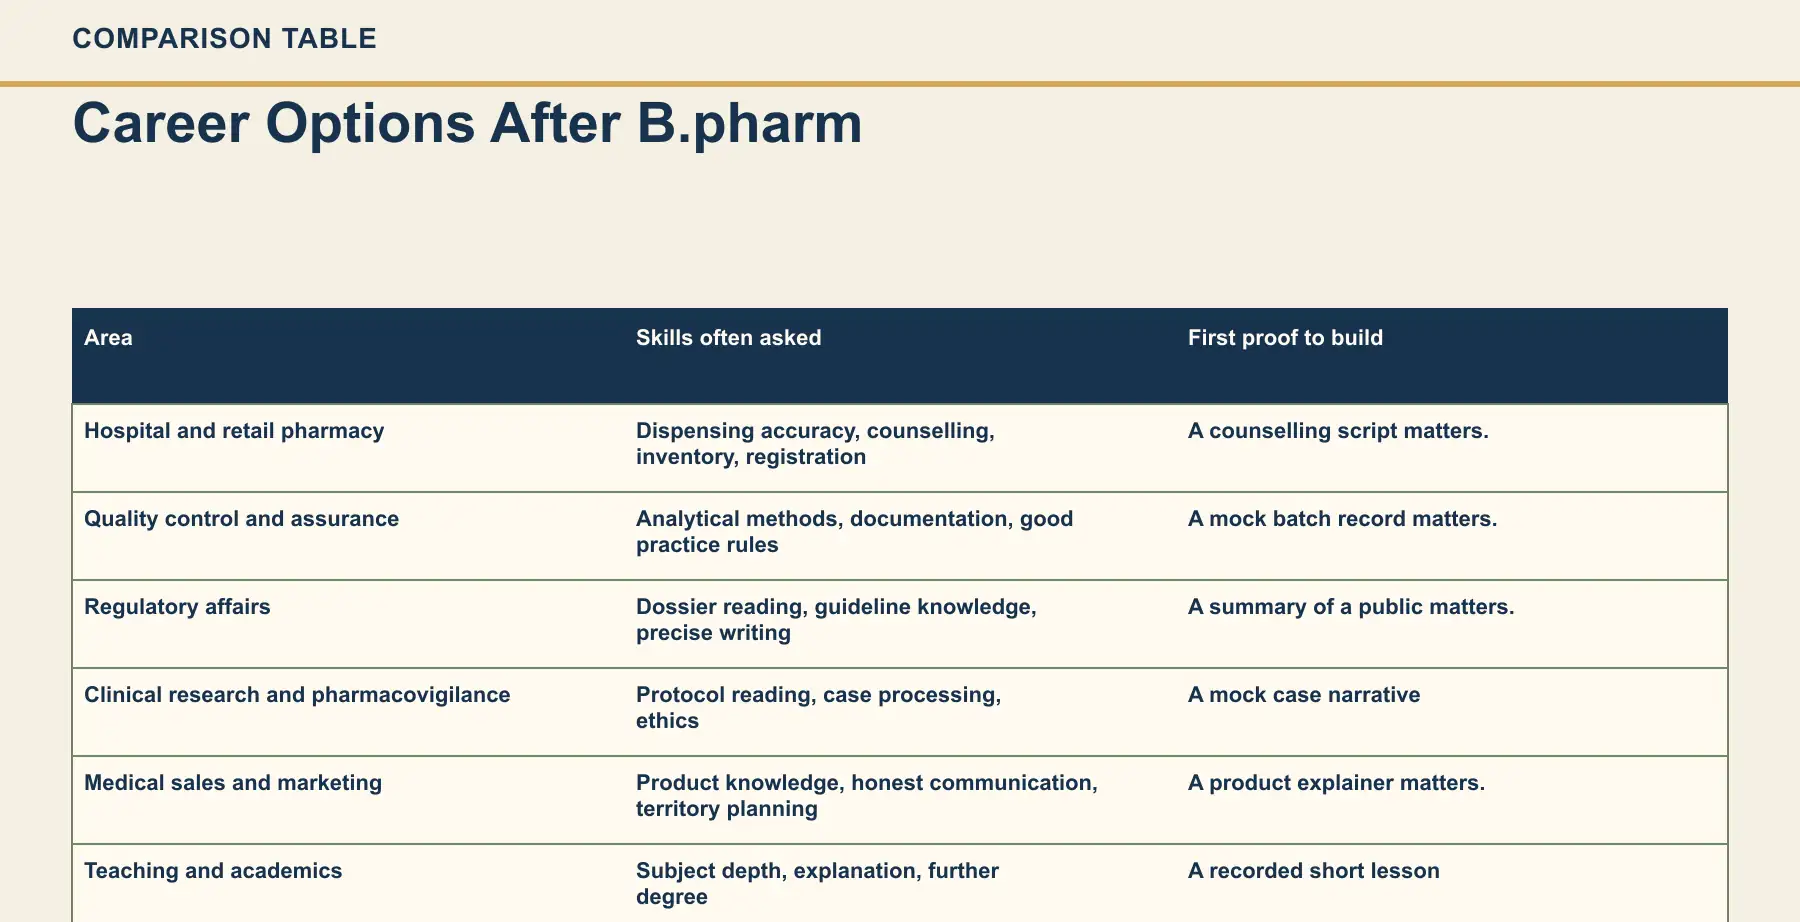 COMPARISON TABLE
Career Options After B.pharm
Area
Skills often asked
First proof to build
Hospital and retail pharmacy
Dispensing accuracy, counselling,
inventory, registration
A counselling script matters.
Quality control and assurance
Analytical methods, documentation, good
practice rules
A mock batch record matters.
Regulatory affairs
Dossier reading, guideline knowledge,
precise writing
A summary of a public matters.
Clinical research and pharmacovigilance
Protocol reading, case processing,
ethics
A mock case narrative
Medical sales and marketing
Product knowledge, honest communication,
territory planning
A product explainer matters.
Teaching and academics
Subject depth, explanation, further
degree
A recorded short lesson